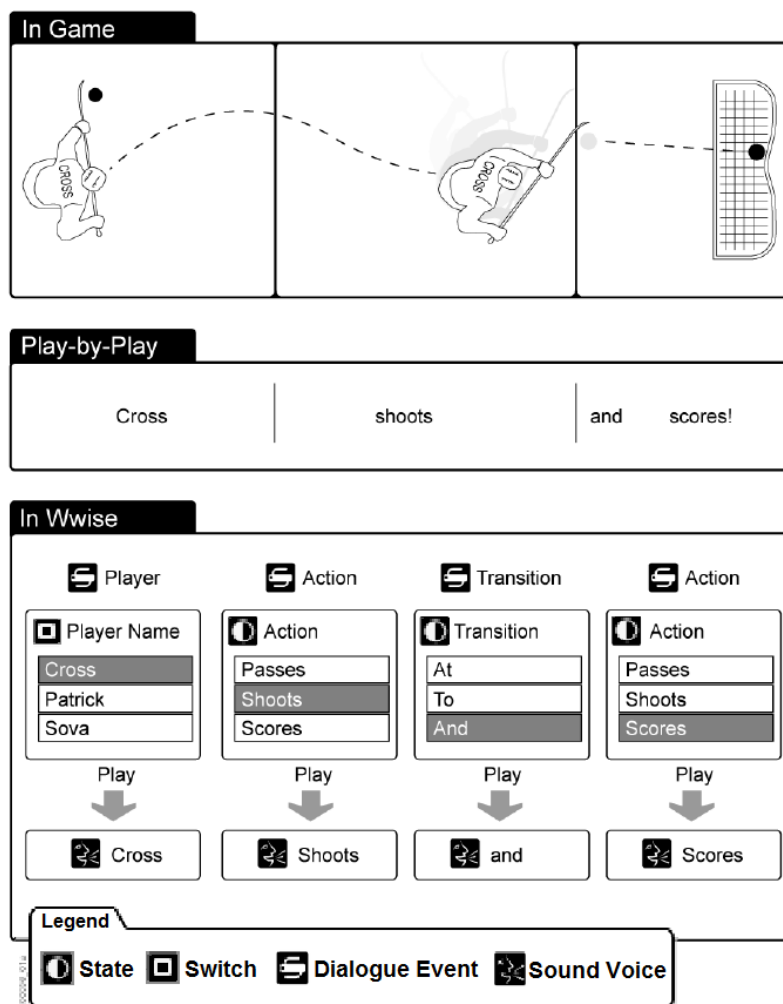 In Game
CROSS
CROSS
Play-by-Play
Cross shoots and scores!
In Wwise
Player Action Transition Action
Player Name Action Transition Action
Cross Passes At Passes
Patrick Shoots To Shoots
Sova Scores And Scores
Play Play Play Play
Cross Shoots and Scores
Legend
State Switch Dialogue Event Sound Voice